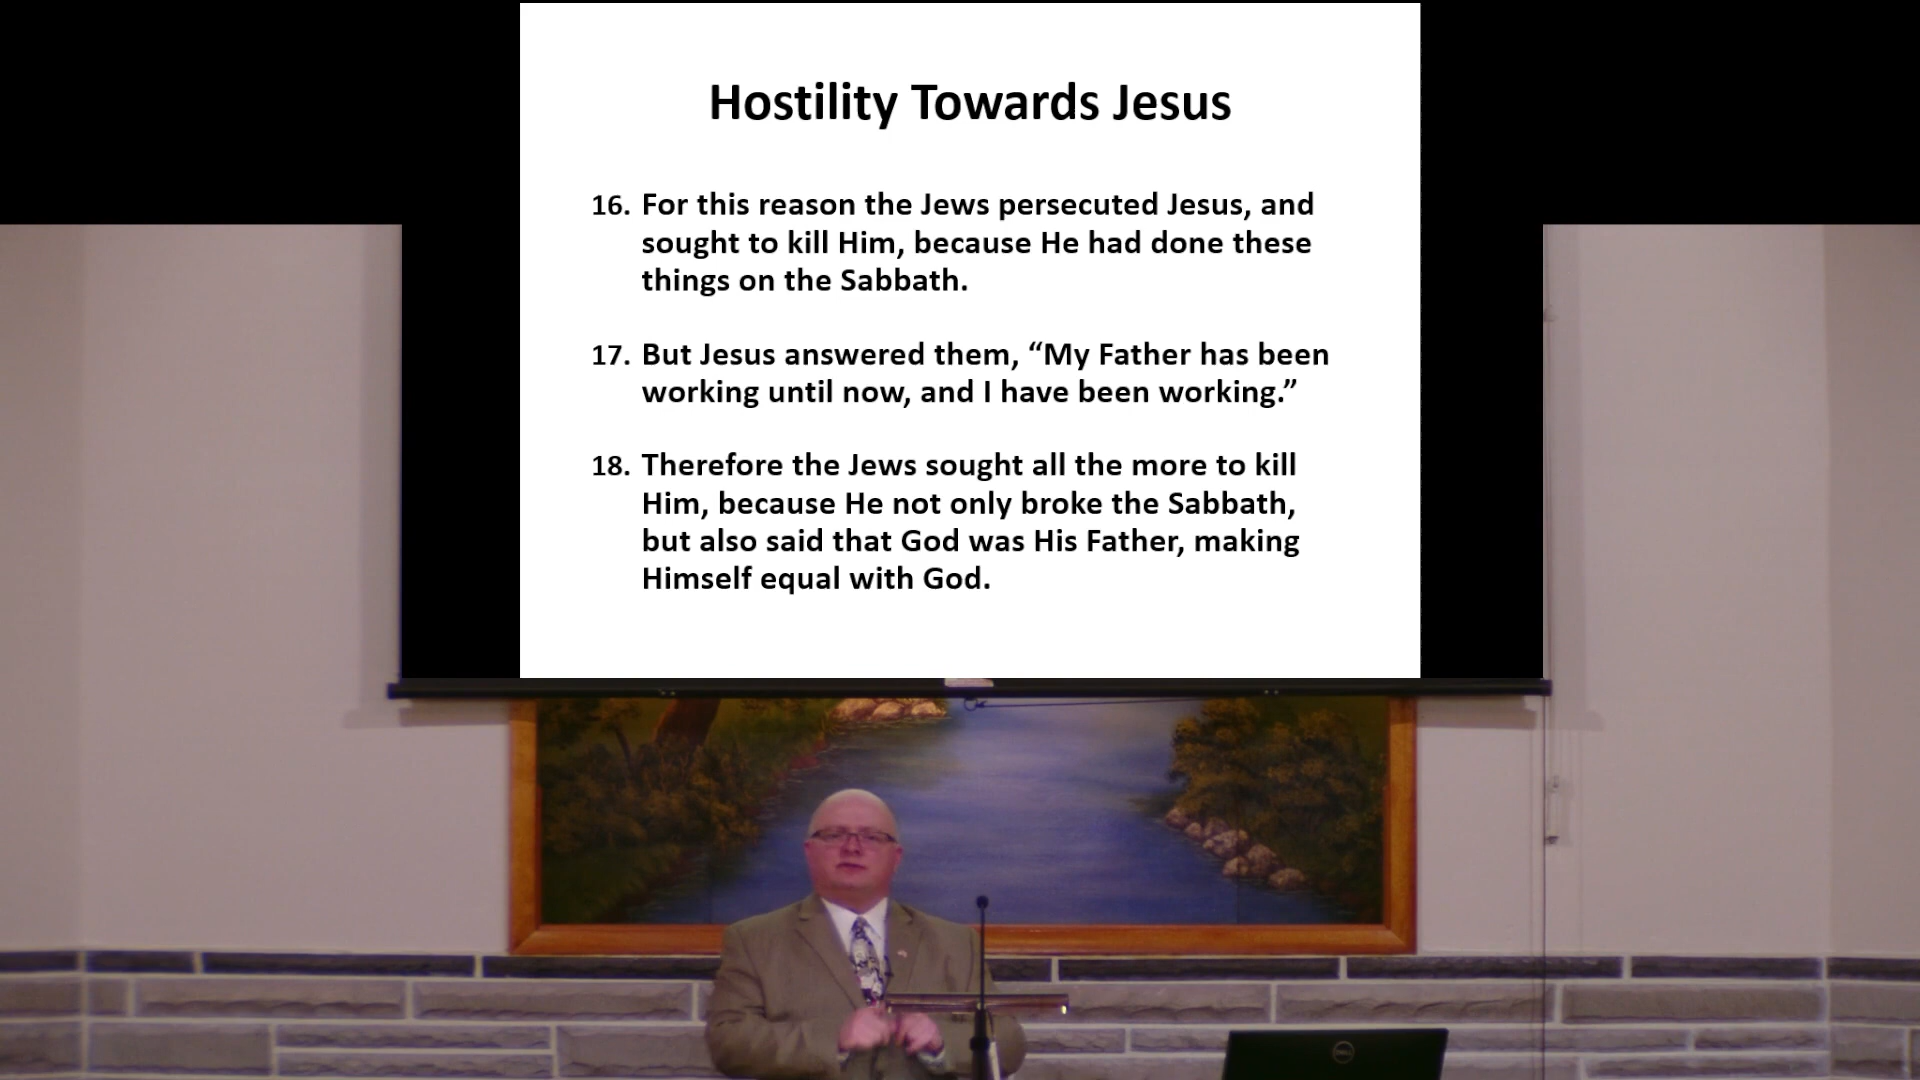 Hostility Towards Jesus
16. For this reason the Jews persecuted Jesus, and
sought to kill Him, because He had done these
things on the Sabbath.
17. But Jesus answered them, “My Father has been
working until now, and I have been working.”
18. Therefore the Jews sought all the more to kill
Him, because He not only broke the Sabbath,
but also said that God was His Father, making
Himself equal with God.
DELL